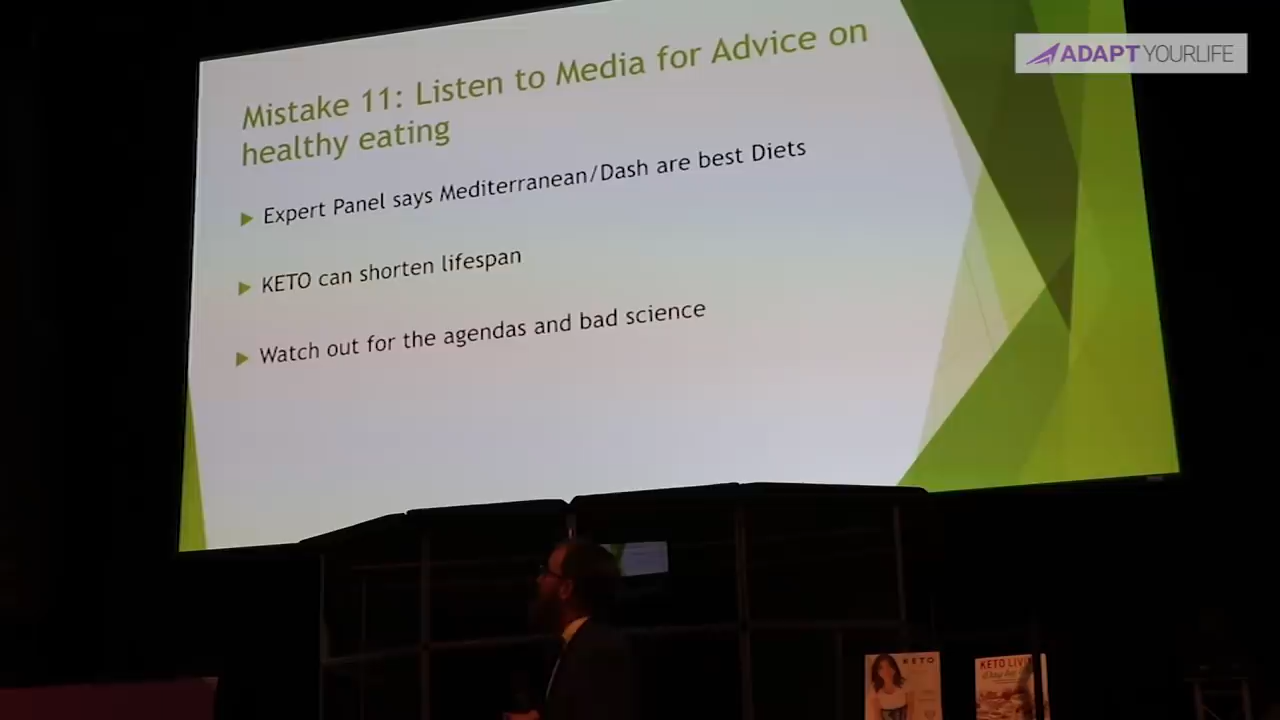 ADAPT YOURLIFE
Mistake 11: Listen to Media for Advice on
healthy eating
Expert Panel says Mediterranean/Dash are best Diets
KETO can shorten lifespan
Watch out for the agendas and bad science
KETO
KETO LIV